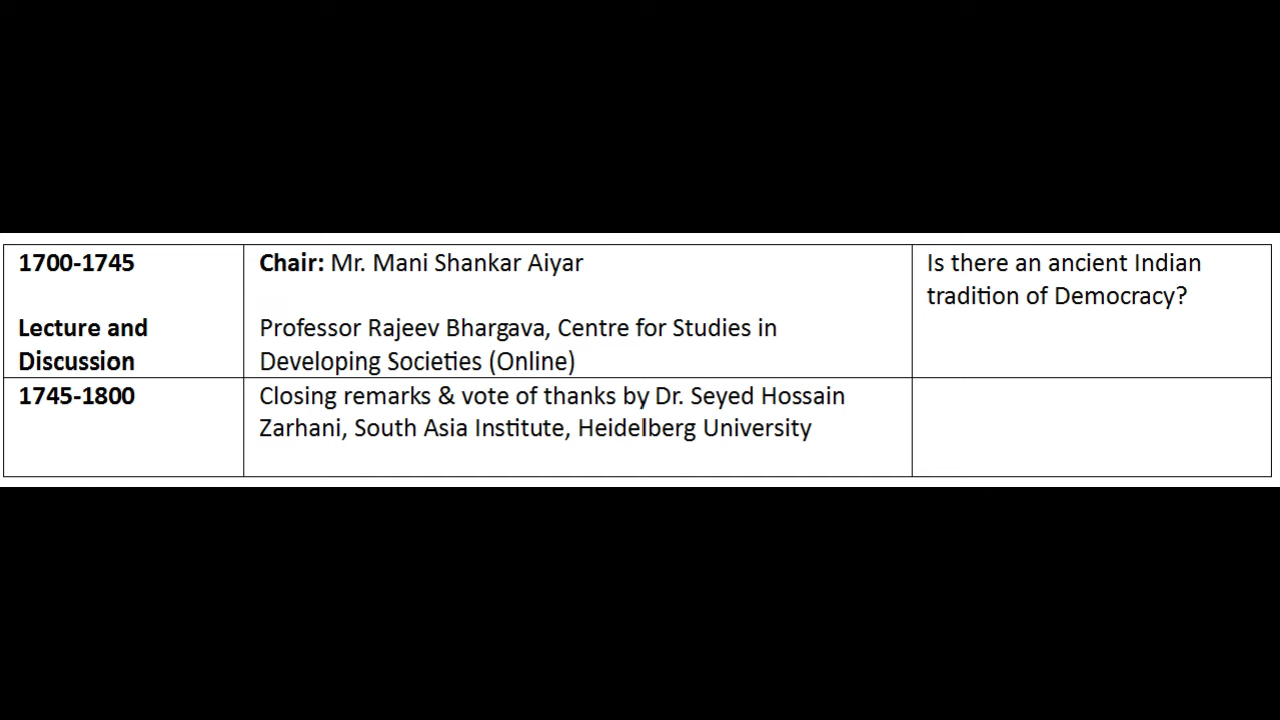 1700-1745
Lecture and
Discussion
Chair: Mr. Mani Shankar Aiyar
Professor Rajeev Bhargava, Centre for Studies in
Developing Societies (Online)
Is there an ancient Indian
tradition of Democracy?
1745-1800
Closing remarks & vote of thanks by Dr. Seyed Hossain
Zarhani, South Asia Institute, Heidelberg University